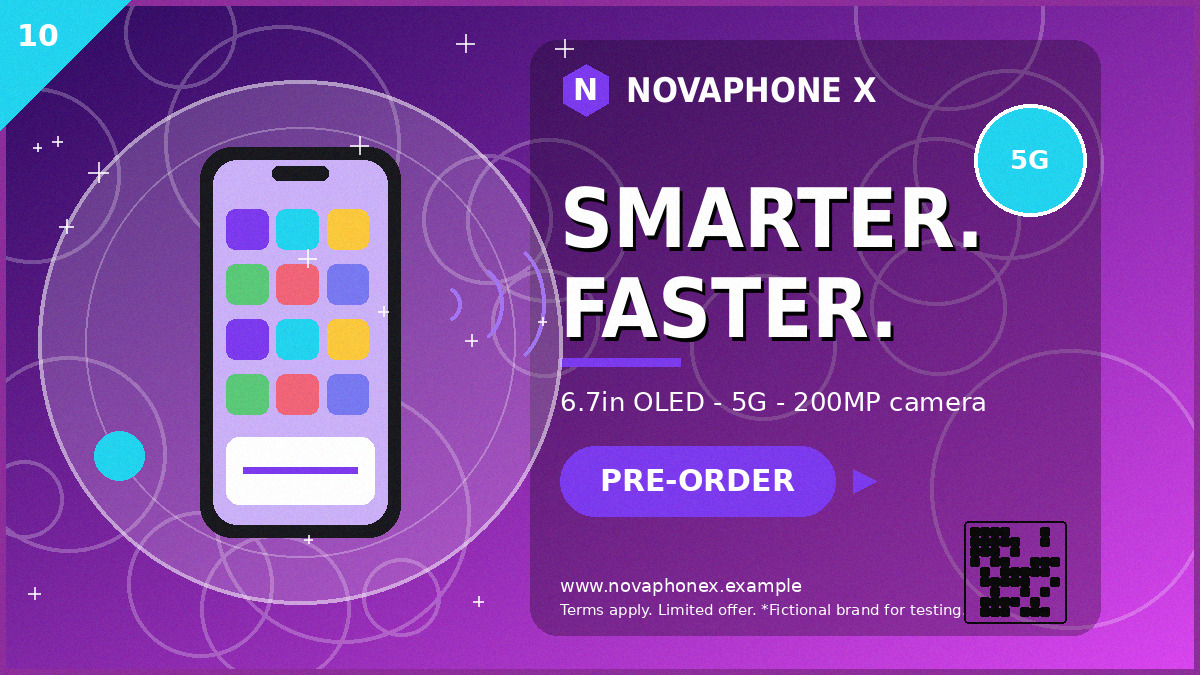 10
N NOVAPHONE X
5G
SMARTER.
FASTER.
6.7in OLED - 5G - 200MP camera
PRE-ORDER
www.novaphonex.example
Terms apply. Limited offer. *Fictional brand for testing.